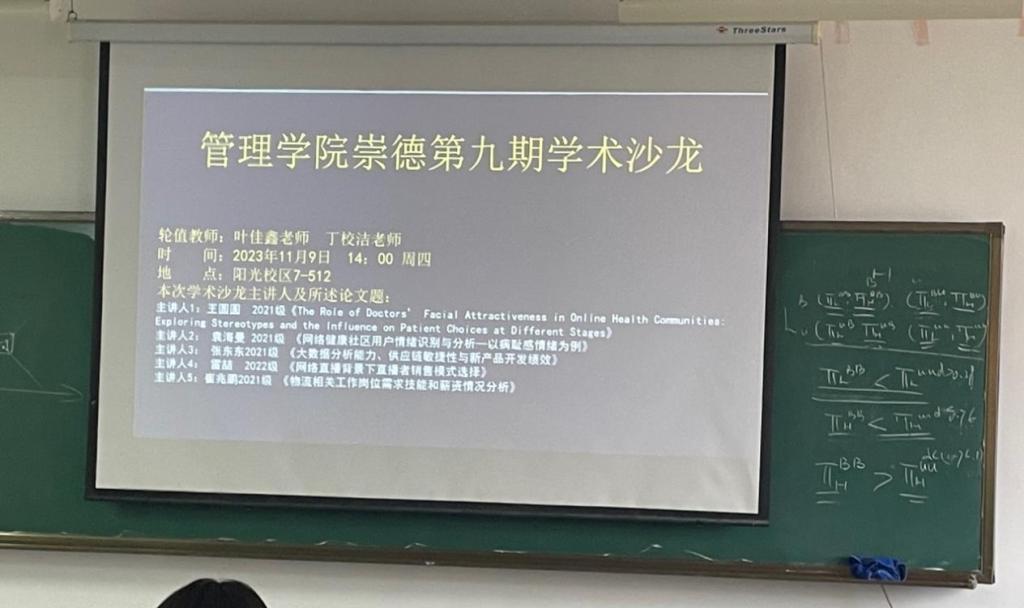 ThreeStars
管理学院崇德第九期学术沙龙
轮值教师：叶佳鑫老师 丁校洁老师
时 间：2023年11月9日 14：00 周四
地 点：阳光校区7-512
本次学术沙龙主讲人及所述论文题：
主讲人1：王圆圆 2021级《The Role of Doctors' Facial Attractiveness in Online Health Communities:
Exploring Stereotypes and the Influence on Patient Choices at Different Stages》
主讲人2： 袁海曼 2021级 《网络健康社区用户情绪识别与分析—以病耻感情绪为例》
主讲人3： 张东东2021级 《大数据分析能力、供应链敏捷性与新产品开发绩效》
主讲人4： 雷喆 2022级 《网络直播背景下直播者销售模式选择》
主讲人5：崔兆鹏2021级 《物流相关工作岗位需求技能和薪资情况分析》